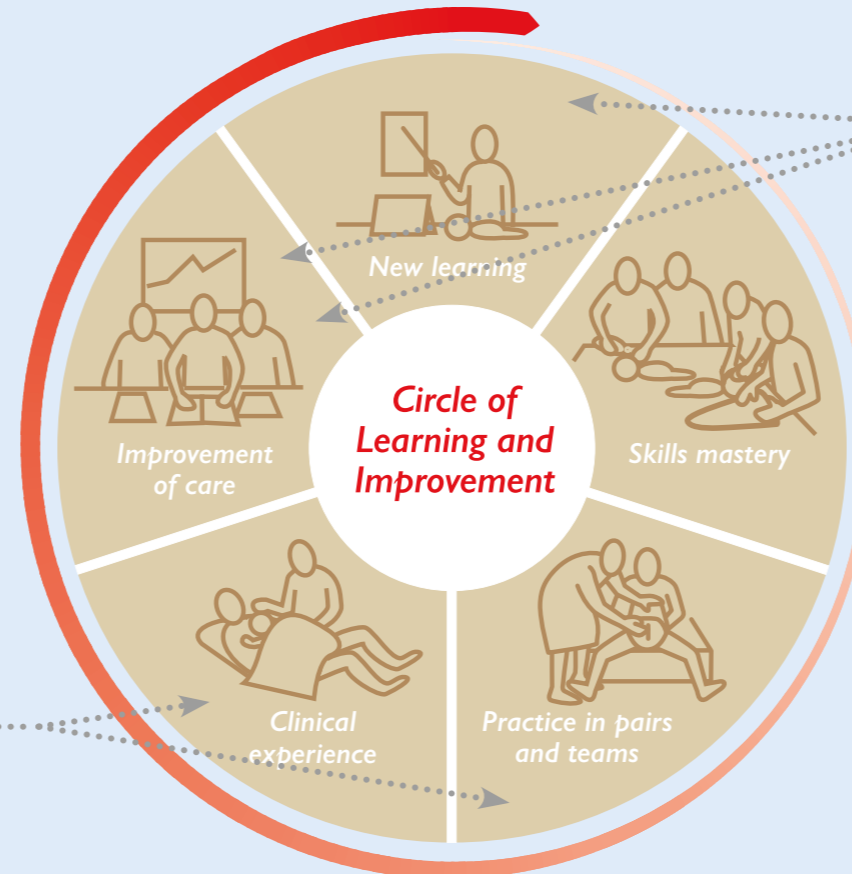 New learning
Circle of
Learning and
Improvement
Improvement
of care
Skills mastery
Clinical
experience
Practice in pairs
and teams